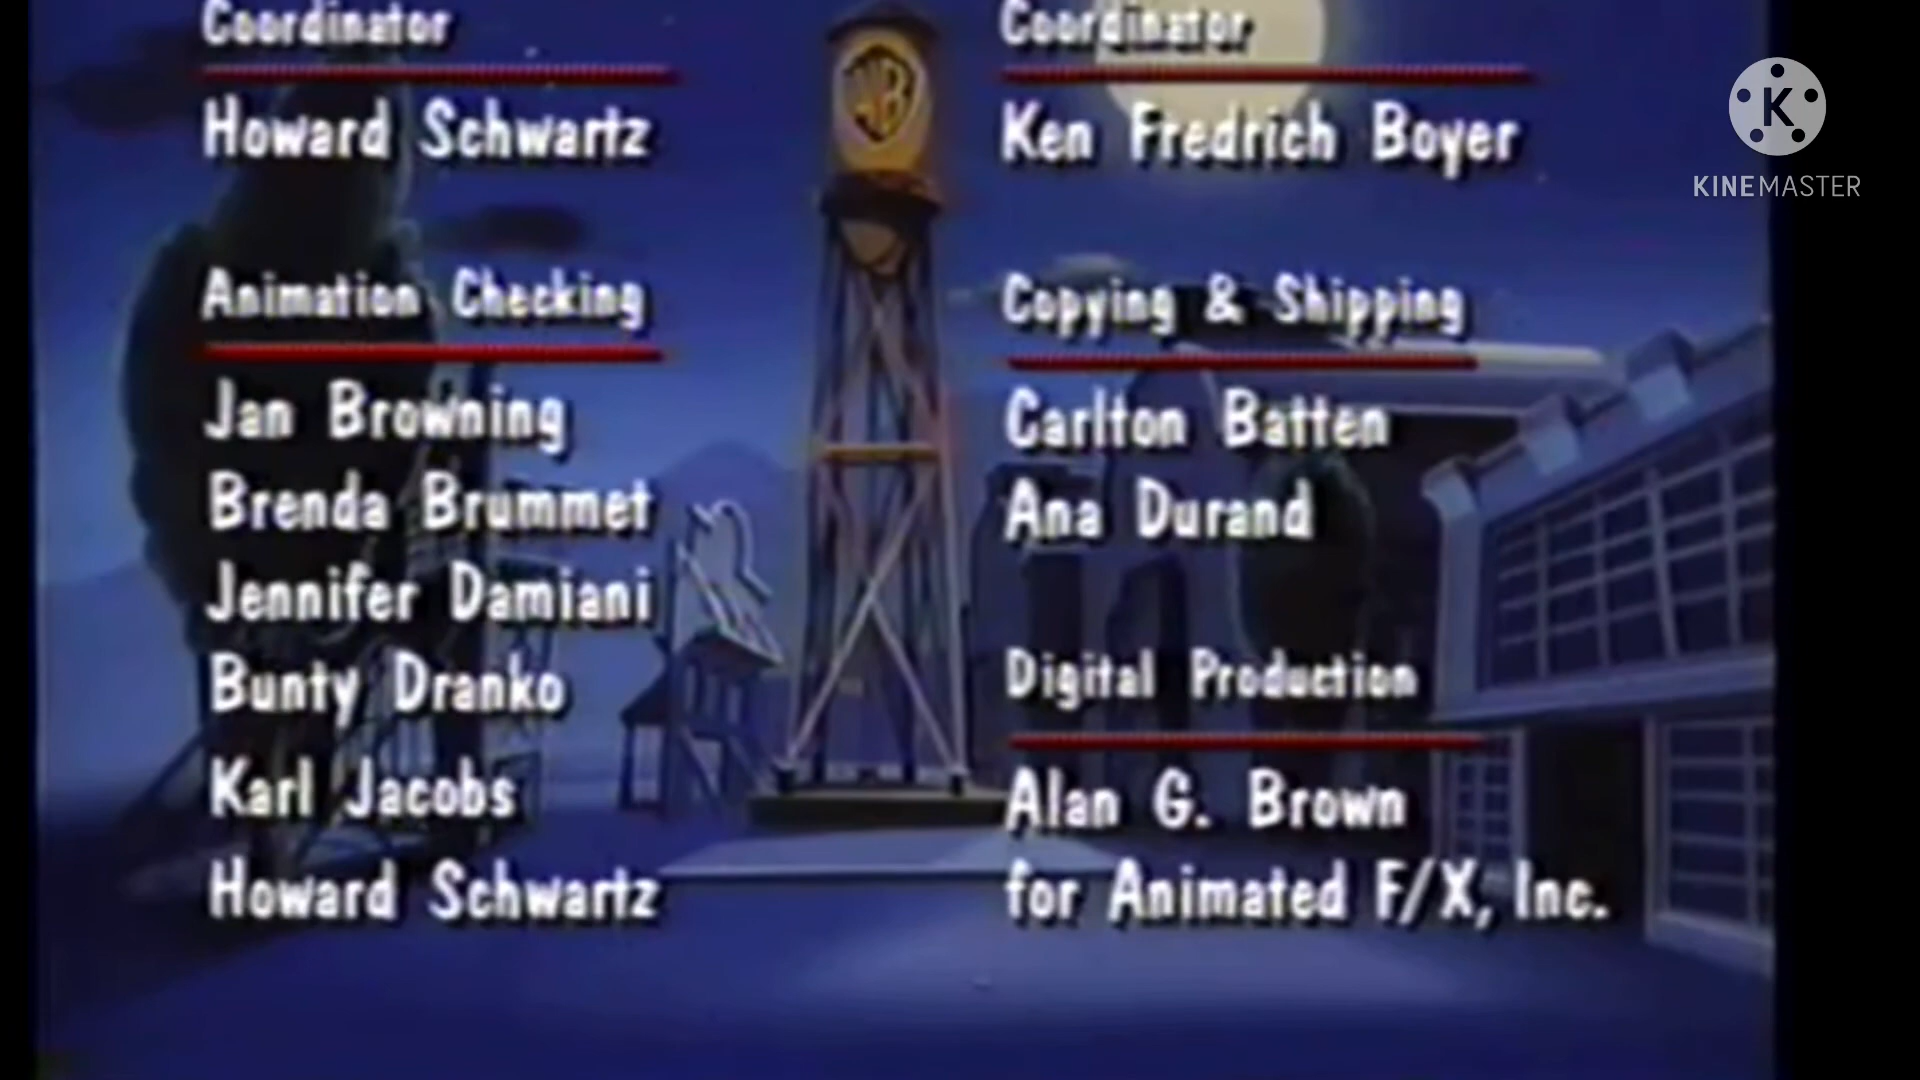 Coordinator
Howard Schwartz
Animation Checking
Jan Browning
Brenda Brummet
Jennifer Damiani
Bunty Dranko
Karl Jacobs
Howard Schwartz
Coordinator
Ken Fredrich Boyer
Copying & Shipping
Carlton Batten
Ana Durand
Digital Production
Alan G. Brown
for Animated F/X, Inc.
WB
K
KINEMASTER